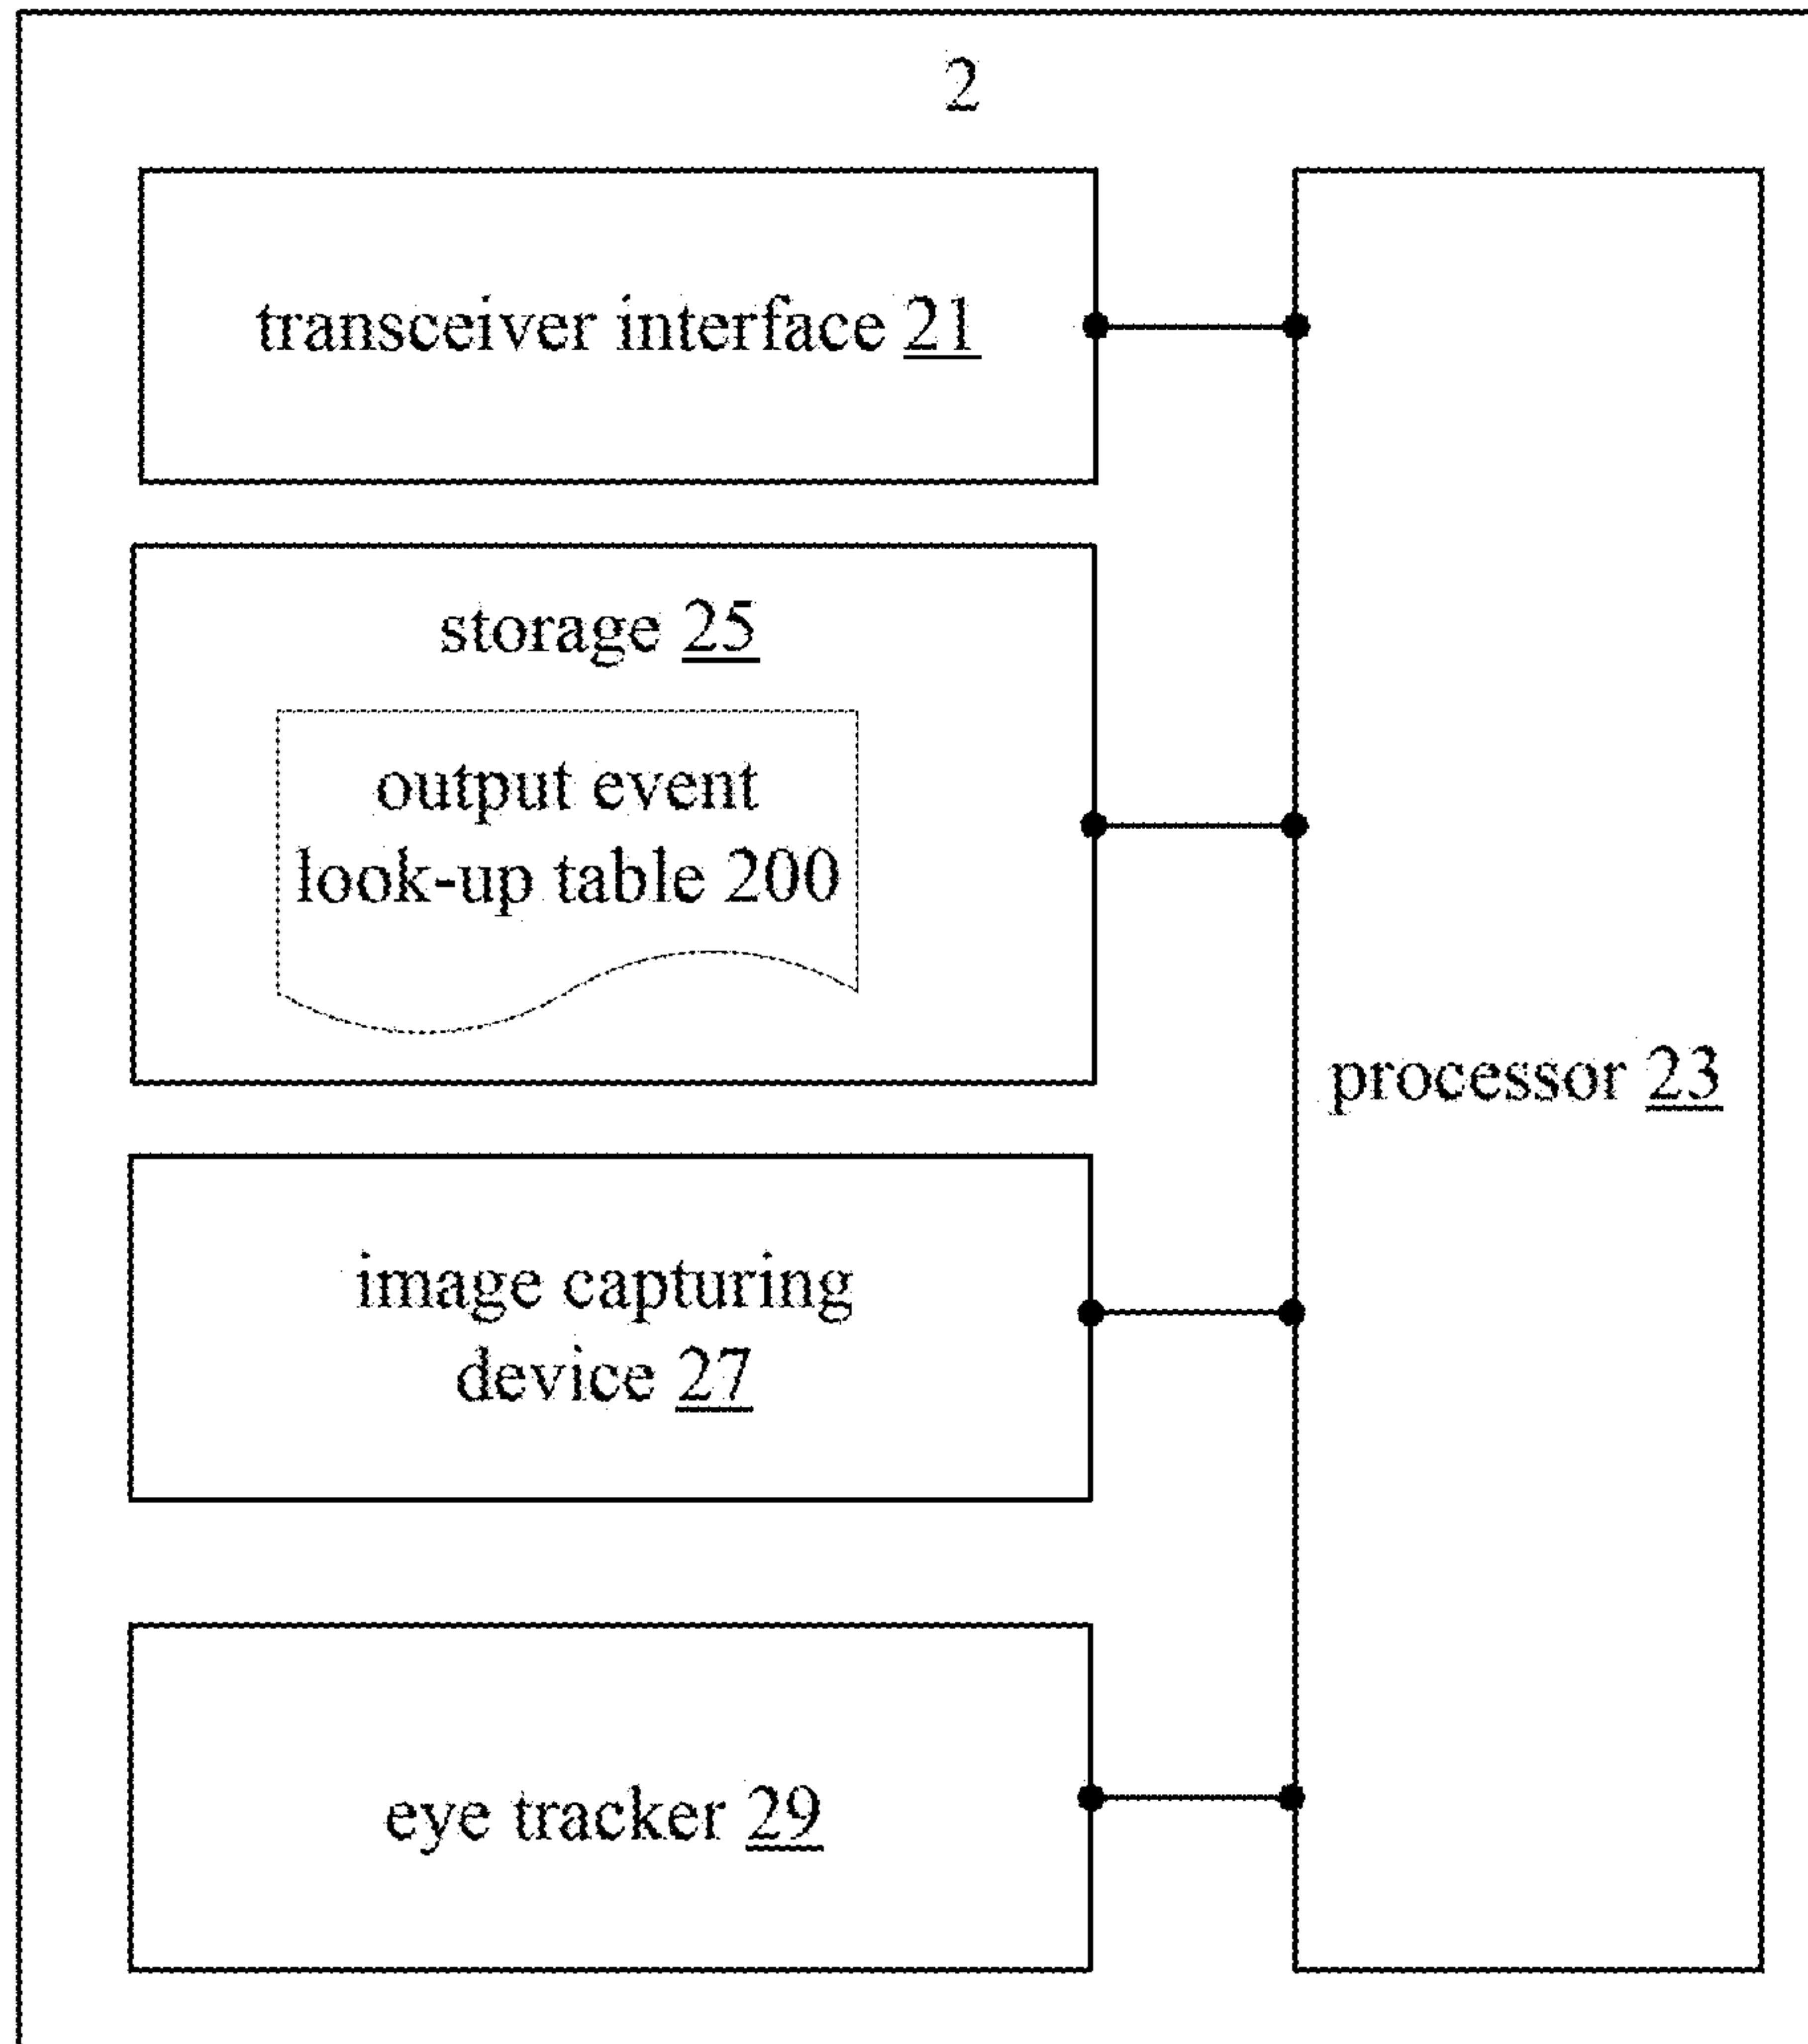 2
transceiver interface 21
storage 25
output event
look-up table 200
processor 23
image capturing
device 27
eye tracker 29